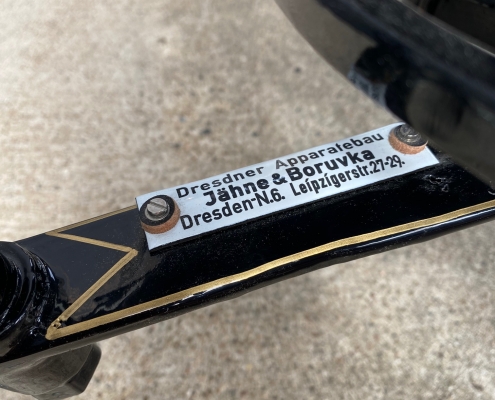 Dresdner Apparatebau
Jähne & Boruvka
Dresden-N.6. Leipzigerstr.27-29.